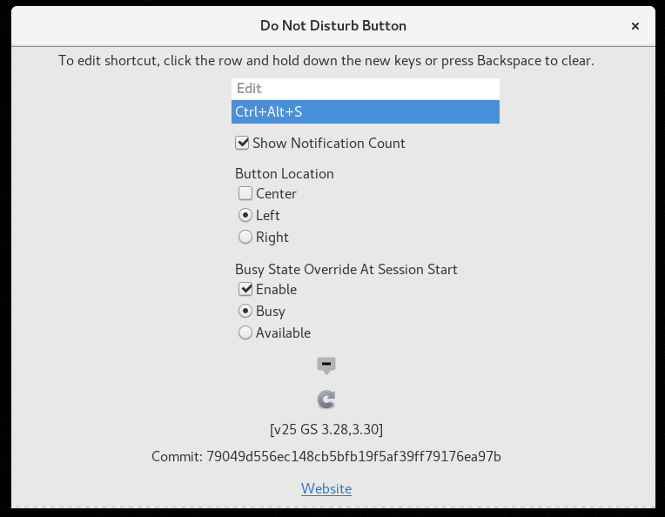 Do Not Disturb Button
To edit shortcut, click the row and hold down the new keys or press Backspace to clear.
Edit
Ctrl+Alt+S
Show Notification Count
Button Location
Center
Left
Right
Busy State Override At Session Start
Enable
Busy
Available
[v25 GS 3.28,3.30]
Commit: 79049d556ec148cb5bfb19f5af39ff79176ea97b
Website